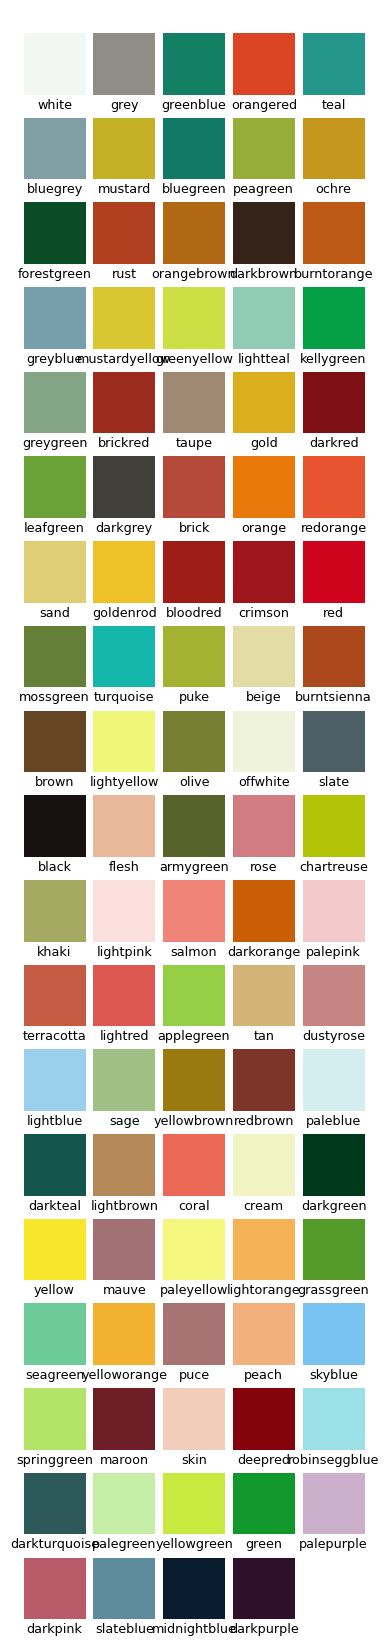 white grey greenblue orangered teal
bluegrey mustard bluegreen peagreen ochre
forestgreen rust orangebrown darkbrown burntorange
greyblue mustardyellow greenyellow lightteal kellygreen
greygreen brickred taupe gold darkred
leafgreen darkgrey brick orange redorange
sand goldenrod bloodred crimson red
mossgreen turquoise puke beige burntsienna
brown lightyellow olive offwhite slate
black flesh armygreen rose chartreuse
khaki lightpink salmon darkorange palepink
terracotta lightred applegreen tan dustyrose
lightblue sage yellowbrown redbrown paleblue
darkteal lightbrown coral cream darkgreen
yellow mauve paleyellow lightorange grassgreen
seagreen yelloworange puce peach skyblue
springgreen maroon skin deepred robinseggblue
darkturquoise palegreen yellowgreen green palepurple
darkpink slateblue midnightblue darkpurple